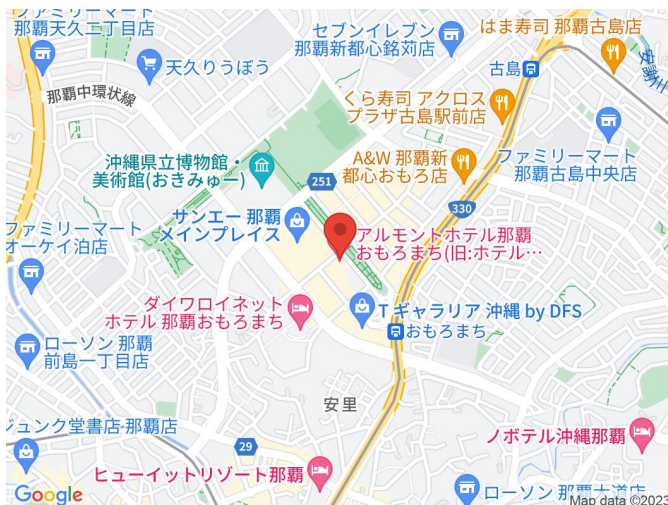 ファミリーマート
那覇天久二丁目店
セブンイレブン
那覇新都心銘苅店
はま寿司 那覇古島店
天久りうぼう
古島
安謝川
那覇中環状線
くら寿司 アクロス
プラザ古島駅前店
沖縄県立博物館・
美術館(おきみゅー)
251
A&W 那覇新
都心おもろ店
ファミリーマート
那覇古島中央店
330
サンエー 那覇
メインプレイス
ファミリーマート
オーケイ泊店
アルモントホテル那覇
おもろまち(旧:ホテル…
ダイワロイネット
ホテル 那覇おもろまち
Tギャラリア 沖縄 by DFS
おもろまち
ローソン 那覇
前島一丁目店
安里
ジュンク堂書店-那覇店
29
ノボテル沖縄那覇
ヒューイットリゾート那覇
Google
ローソン 那覇大道店
Map data ©2023